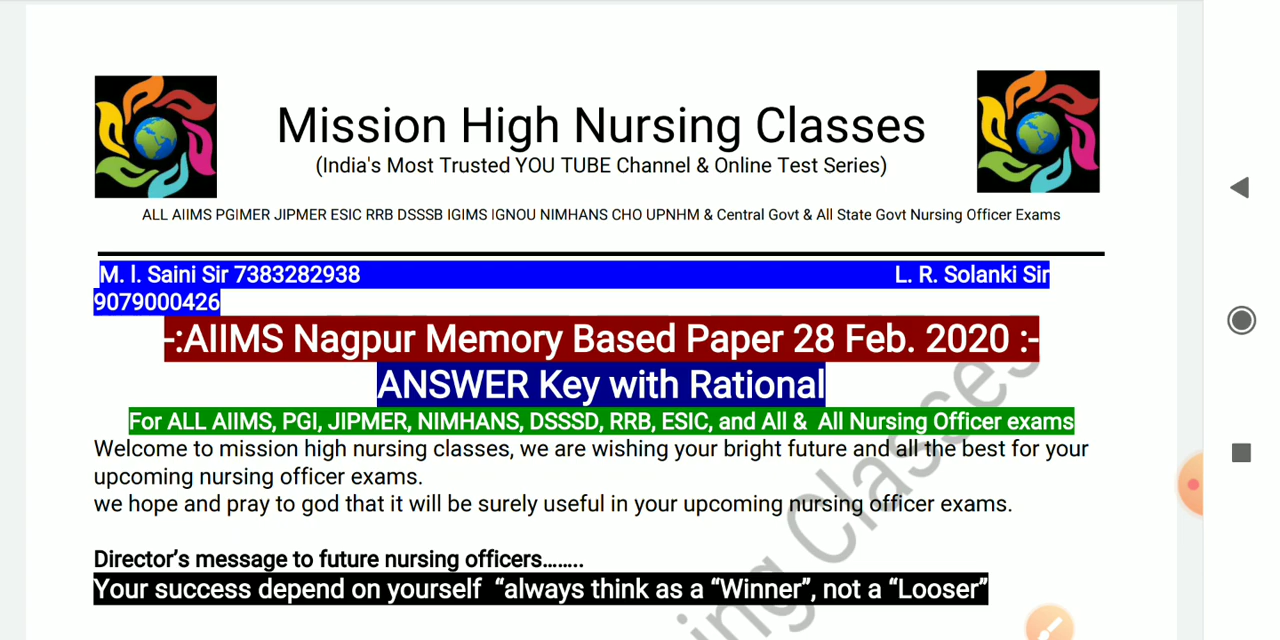 Mission High Nursing Classes
(India's Most Trusted YOU TUBE Channel & Online Test Series)
ALL AIIMS PGIMER JIPMER ESIC RRB DSSSB IGIMS IGNOU NIMHANS CHO UPNHM & Central Govt & All State Govt Nursing Officer Exams
M. l. Saini Sir 7383282938 L. R. Solanki Sir
9079000426
-:AIIMS Nagpur Memory Based Paper 28 Feb. 2020 :-
ANSWER Key with Rational
For ALL AIIMS, PGI, JIPMER, NIMHANS, DSSSD, RRB, ESIC, and All & All Nursing Officer exams
Welcome to mission high nursing classes, we are wishing your bright future and all the best for your
upcoming nursing officer exams.
we hope and pray to god that it will be surely useful in your upcoming nursing officer exams.
Director's message to future nursing officers........
Your success depend on yourself “always think as a “Winner”, not a “Looser”
ng Classes